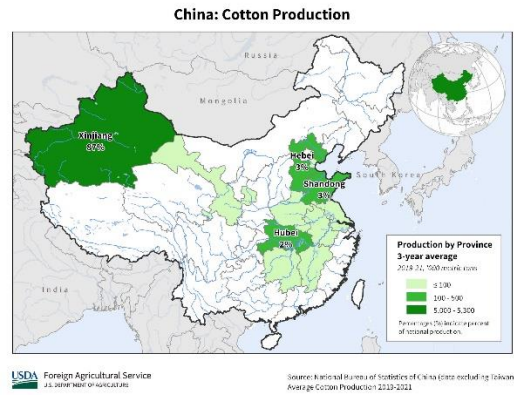 China: Cotton Production
Russia
Mongolia
Xinjiang
87%
Hebei
3%
Shandong
3%
South Korea
Hubei
2%
India
Production by Province
3-year average
2019-21, '000 metric tons
≤ 100
100 - 500
5,000 - 5,300
Percentages (%) indicate percent
of national production.
USDA Foreign Agricultural Service
U.S. DEPARTMENT OF AGRICULTURE
Source: National Bureau of Statistics of China (data excluding Taiwan
Average Cotton Production 2019-2021